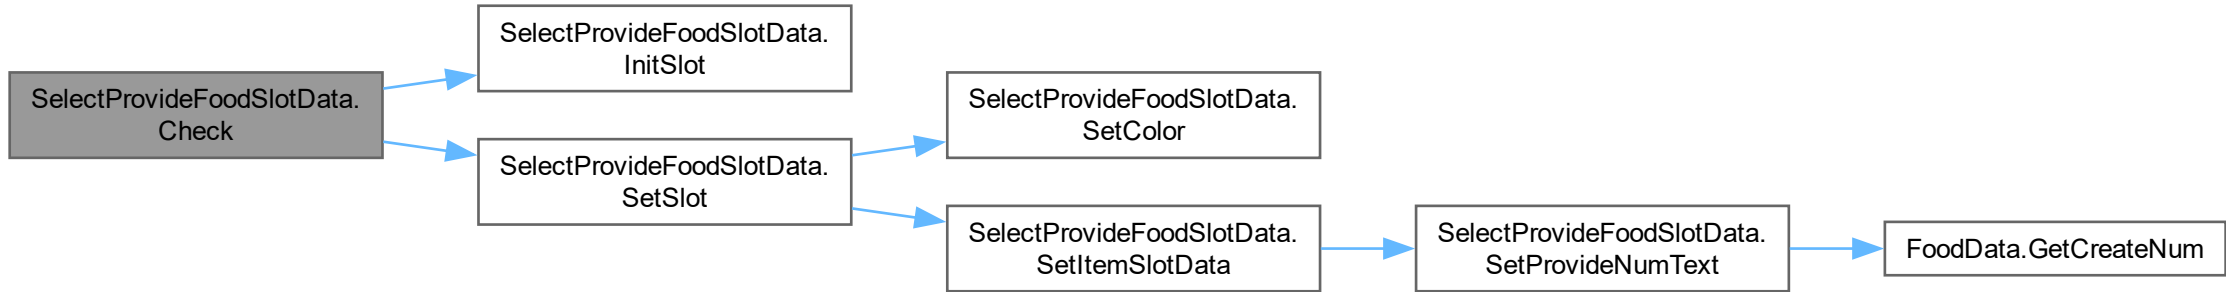 SelectProvideFoodSlotData.
Check
SelectProvideFoodSlotData.
InitSlot
SelectProvideFoodSlotData.
SetSlot
SelectProvideFoodSlotData.
SetColor
SelectProvideFoodSlotData.
SetItemSlotData
SelectProvideFoodSlotData.
SetProvideNumText
FoodData.GetCreateNum